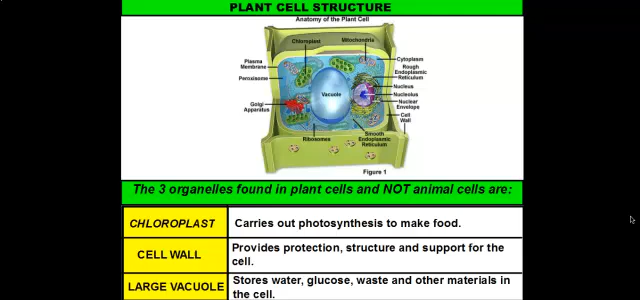 PLANT CELL STRUCTURE
Anatomy of the Plant Cell
Chloroplast
Mitochondria
Plasma
Membrane
Peroxisome
Golgi
Apparatus
Vacuole
Ribosomes
Smooth
Endoplasmic
Reticulum
Cytoplasm
Rough
Endoplasmic
Reticulum
Nucleus
Nucleolus
Nuclear
Envelope
Cell
Wall
Figure 1
The 3 organelles found in plant cells and NOT animal cells are:
CHLOROPLAST
Carries out photosynthesis to make food.
CELL WALL
Provides protection, structure and support for the
cell.
LARGE VACUOLE
Stores water, glucose, waste and other materials in
the cell.